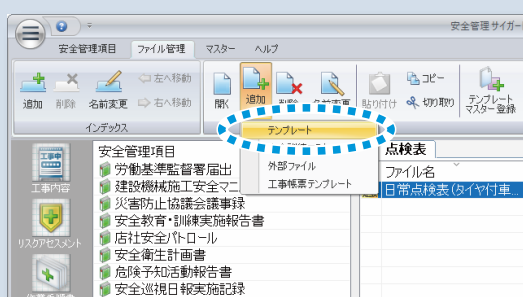 安全管理 サイガー
安全管理項目 ファイル管理 マスター ヘルプ
追加 削除 名前変更 左へ移動 右へ移動
インデックス
開く 追加 削除 名前変更 貼り付け コピー 切り取り テンプレート マスター登録
テンプレート
外部ファイル
工事帳票テンプレート
工事中
工事内容
リスクアセスメント
安全管理項目
労働基準監督署届出
建設機械施工安全マニ
災害防止協議会議事録
安全教育・訓練実施報告書
店社安全パトロール
安全衛生計画書
危険予知活動報告書
安全巡視日報実施記録
点検表
ファイル名
日常点検表(タイヤ付車...